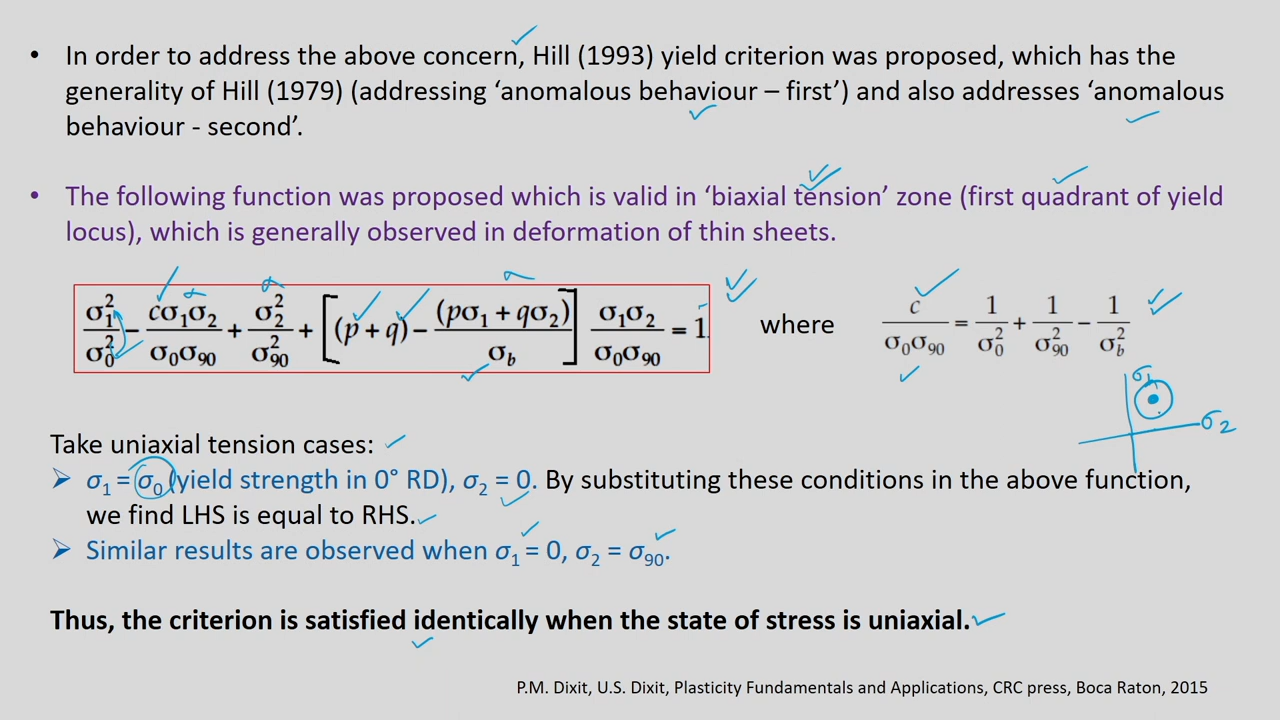 • In order to address the above concern, Hill (1993) yield criterion was proposed, which has the
generality of Hill (1979) (addressing ‘anomalous behaviour – first’) and also addresses ‘anomalous
behaviour - second’.
• The following function was proposed which is valid in ‘biaxial tension’ zone (first quadrant of yield
locus), which is generally observed in deformation of thin sheets.
σ₁²/σ₀² − cσ₁σ₂/σ₀σ₉₀ + σ₂²/σ₉₀² + [(p + q) − (pσ₁ + qσ₂)/σ_b] σ₁σ₂/σ₀σ₉₀ = 1 where c/σ₀σ₉₀ = 1/σ₀² + 1/σ₉₀² − 1/σ_b²
σ₁
σ₂
Take uniaxial tension cases:
➢ σ₁ = σ₀ (yield strength in 0° RD), σ₂ = 0. By substituting these conditions in the above function,
we find LHS is equal to RHS.
➢ Similar results are observed when σ₁ = 0, σ₂ = σ₉₀.
Thus, the criterion is satisfied identically when the state of stress is uniaxial.
P.M. Dixit, U.S. Dixit, Plasticity Fundamentals and Applications, CRC press, Boca Raton, 2015